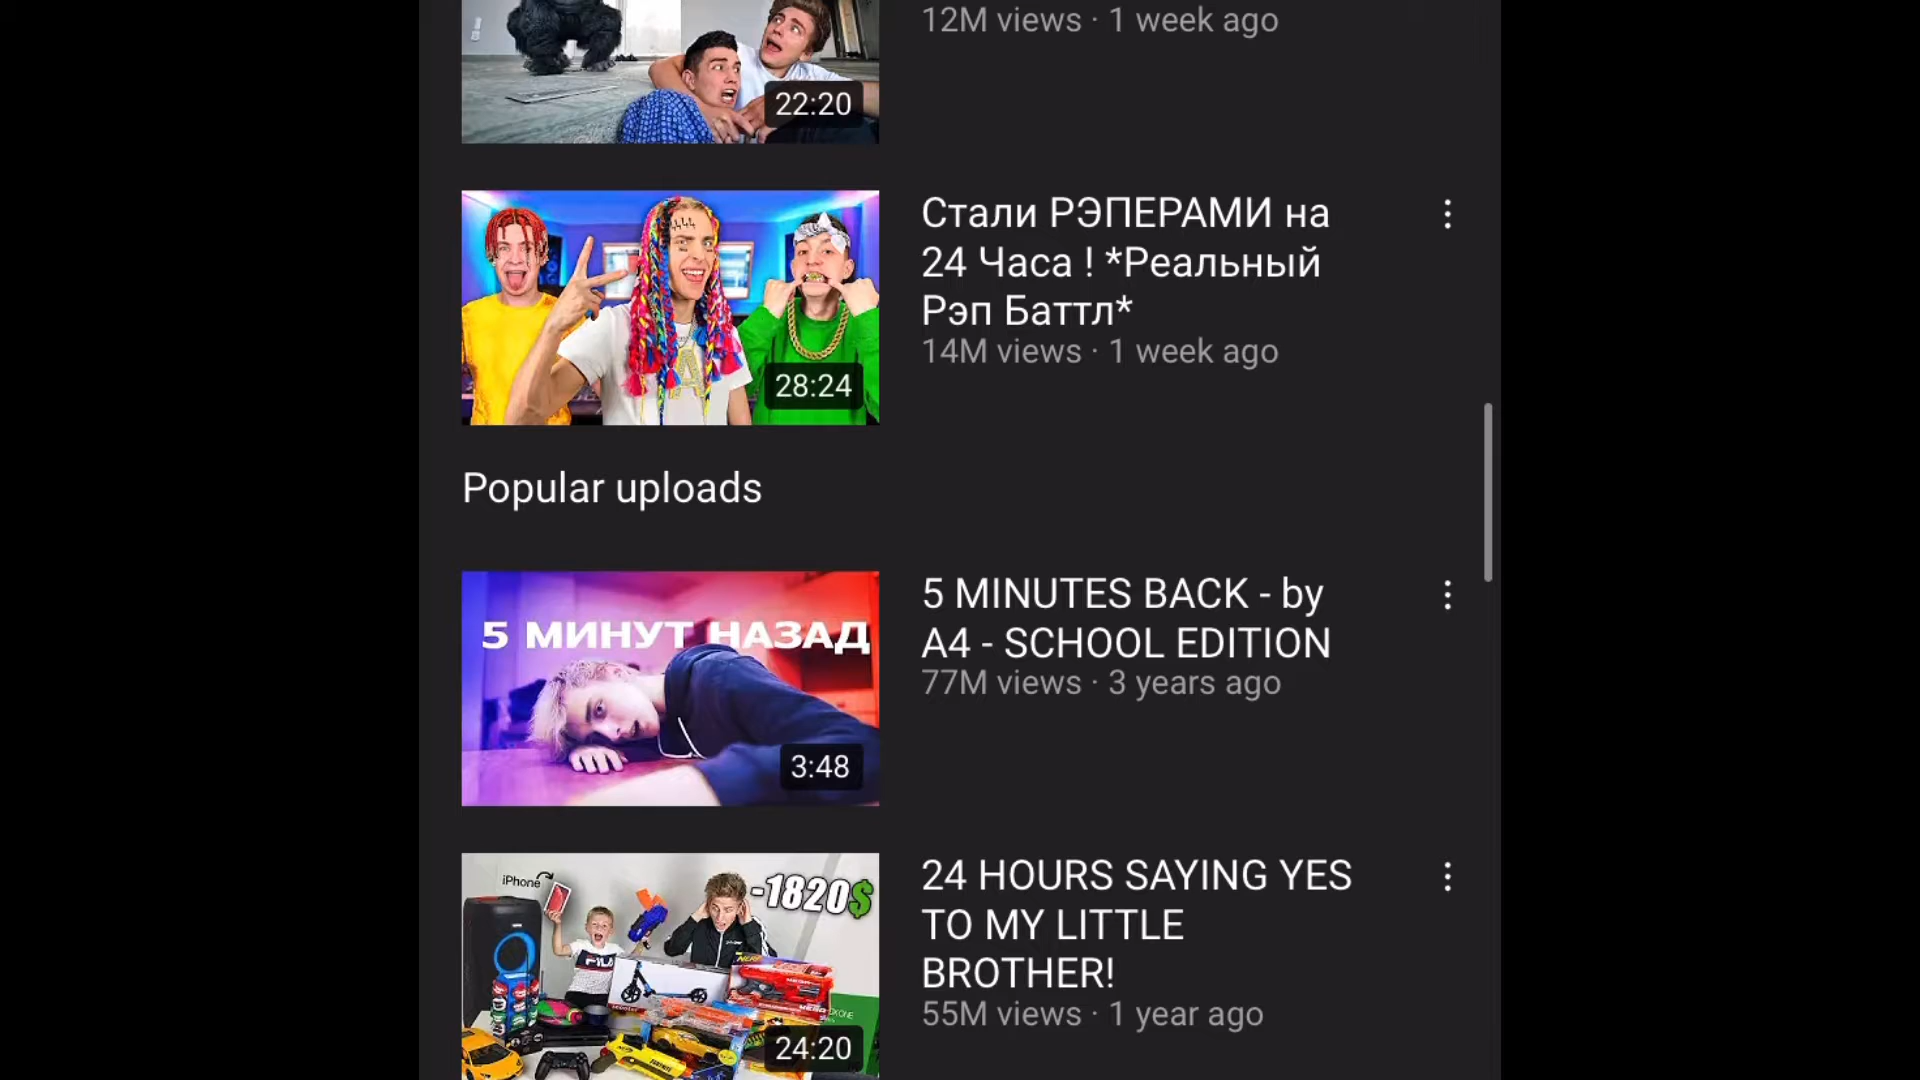 12M views · 1 week ago
22:20
Стали РЭПЕРАМИ на
24 Часа ! *Реальный
Рэп Баттл*
14M views · 1 week ago
28:24
Popular uploads
5 МИНУТ НАЗАД
3:48
5 MINUTES BACK - by
A4 - SCHOOL EDITION
77M views · 3 years ago
iPhone
-1820$
FILA
NERF
24:20
24 HOURS SAYING YES
TO MY LITTLE
BROTHER!
55M views · 1 year ago